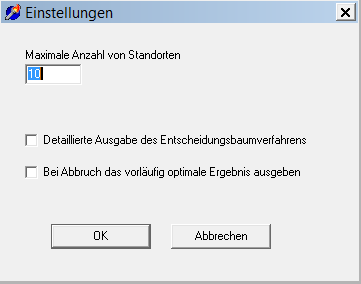 Einstellungen
Maximale Anzahl von Standorten
10
Detaillierte Ausgabe des Entscheidungsbaumverfahrens
Bei Abbruch das vorläufig optimale Ergebnis ausgeben
OK
Abbrechen